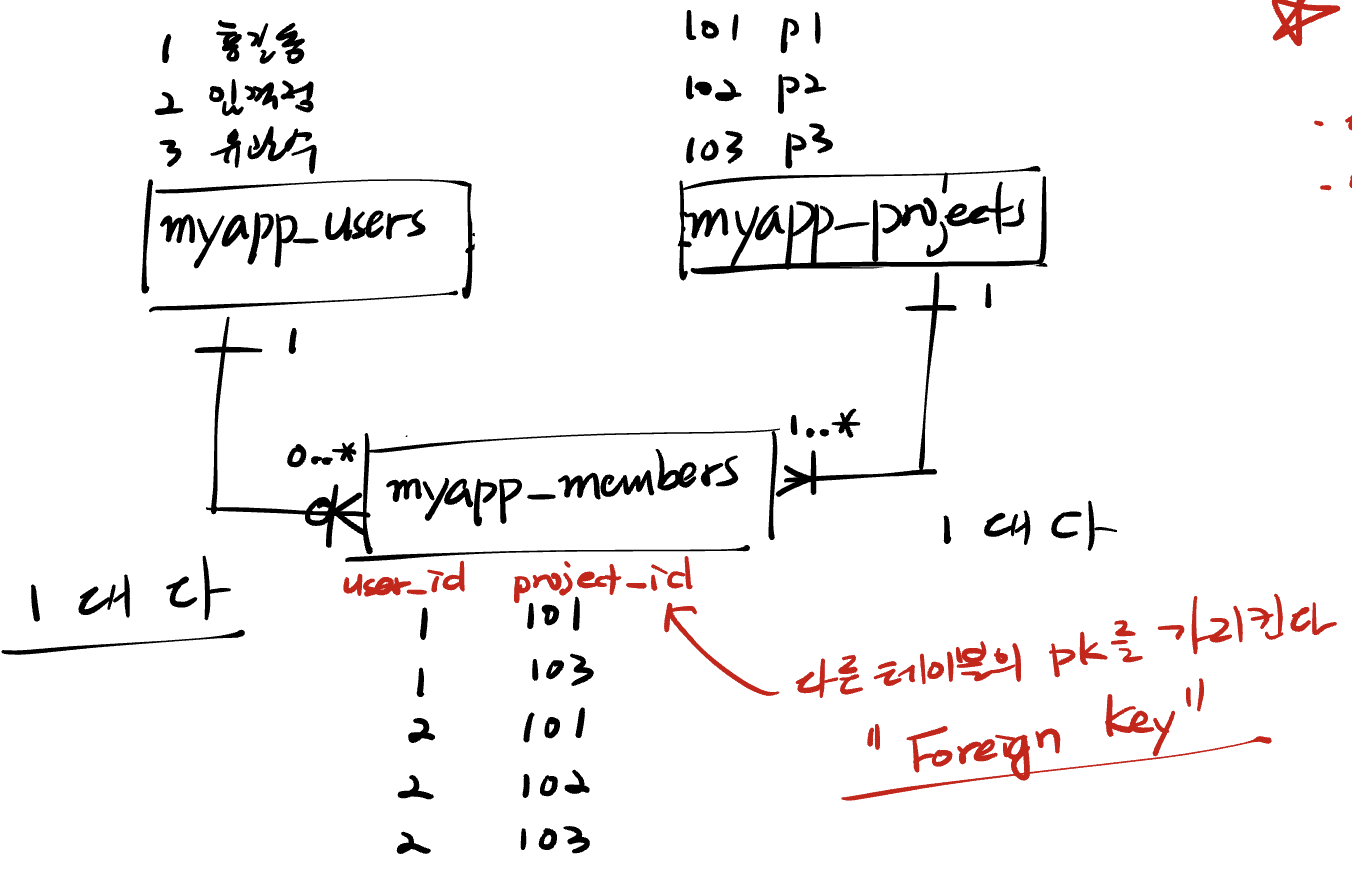 1 홍길동
2 임꺽정
3 유관순
101 p1
102 p2
103 p3
myapp_users
myapp_projects
1
1
0..*
1..*
myapp_members
1 대 다
1 대 다
user_id project_id
1 101
1 103
2 101
2 102
2 103
다른 테이블의 pk를 가리킨다
"Foreign Key"